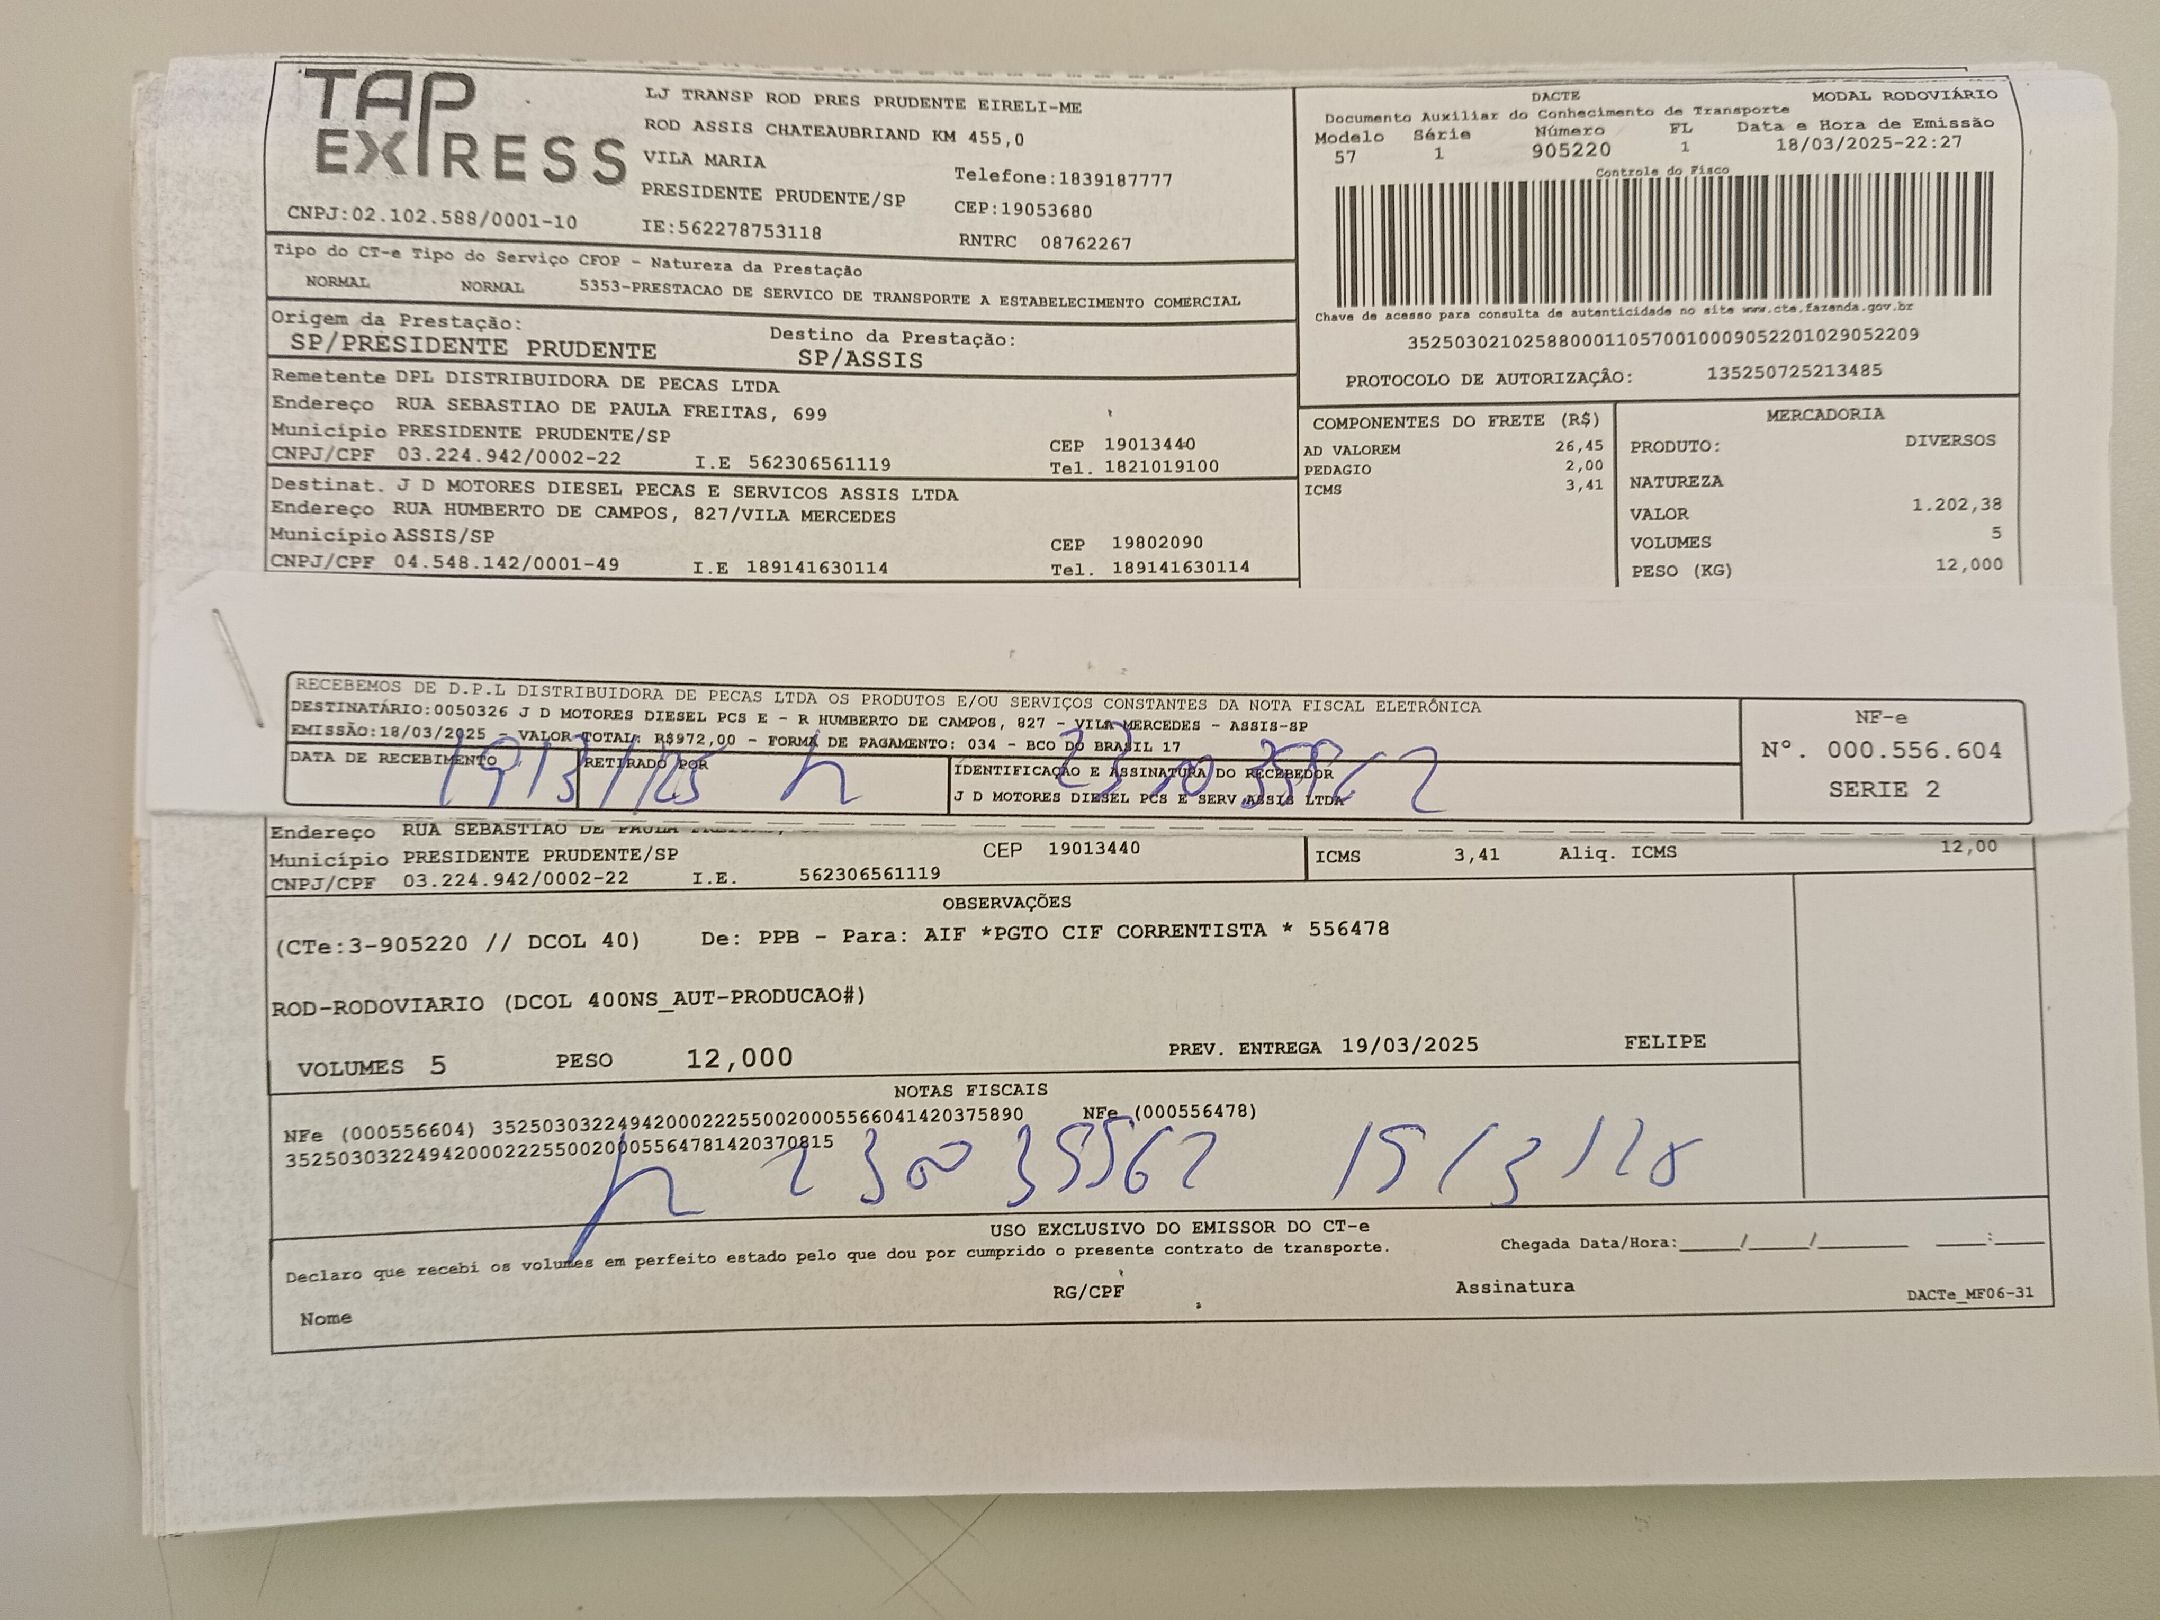 TAP EXPRESS
LJ TRANSP ROD PRES PRUDENTE EIRELI-ME
ROD ASSIS CHATEAUBRIAND KM 455,0
VILA MARIA
Telefone:1839187777
PRESIDENTE PRUDENTE/SP
CEP:19053680
CNPJ:02.102.588/0001-10
IE:562278753118
RNTRC 08762267
DACTE MODAL RODOVIÁRIO
Documento Auxiliar do Conhecimento de Transporte
Modelo Série Número FL Data e Hora de Emissão
57 1 905220 1 18/03/2025-22:27
Controle do Fisco
Chave de acesso para consulta de autenticidade no site www.cte.fazenda.gov.br
35250302102588000110570010009052201029052209
PROTOCOLO DE AUTORIZAÇÃO: 135250725213485
Tipo do CT-e Tipo do Serviço CFOP - Natureza da Prestação
NORMAL NORMAL 5353-PRESTACAO DE SERVICO DE TRANSPORTE A ESTABELECIMENTO COMERCIAL
Origem da Prestação: Destino da Prestação:
SP/PRESIDENTE PRUDENTE SP/ASSIS
Remetente DPL DISTRIBUIDORA DE PECAS LTDA
Endereço RUA SEBASTIAO DE PAULA FREITAS, 699
Município PRESIDENTE PRUDENTE/SP CEP 19013440
CNPJ/CPF 03.224.942/0002-22 I.E 562306561119 Tel. 1821019100
Destinat. J D MOTORES DIESEL PECAS E SERVICOS ASSIS LTDA
Endereço RUA HUMBERTO DE CAMPOS, 827/VILA MERCEDES
Município ASSIS/SP CEP 19802090
CNPJ/CPF 04.548.142/0001-49 I.E 189141630114 Tel. 189141630114
COMPONENTES DO FRETE (R$)
AD VALOREM 26,45
PEDAGIO 2,00
ICMS 3,41
MERCADORIA
PRODUTO: DIVERSOS
NATUREZA
VALOR 1.202,38
VOLUMES 5
PESO (KG) 12,000
RECEBEMOS DE D.P.L DISTRIBUIDORA DE PECAS LTDA OS PRODUTOS E/OU SERVIÇOS CONSTANTES DA NOTA FISCAL ELETRÔNICA
DESTINATÁRIO:0050326 J D MOTORES DIESEL PCS E - R HUMBERTO DE CAMPOS, 827 - VILA MERCEDES - ASSIS-SP
EMISSÃO:18/03/2025 - VALOR TOTAL: R$972,00 - FORMA DE PAGAMENTO: 034 - BCO DO BRASIL 17
DATA DE RECEBIMENTO RETIRADO POR IDENTIFICAÇÃO E ASSINATURA DO RECEBEDOR
19/3/25
J D MOTORES DIESEL PCS E SERV ASSIS LTDA
NF-e
Nº. 000.556.604
SERIE 2
Endereço RUA SEBASTIAO DE PAULA
Município PRESIDENTE PRUDENTE/SP CEP 19013440
CNPJ/CPF 03.224.942/0002-22 I.E. 562306561119
ICMS 3,41 Aliq. ICMS 12,00
OBSERVAÇÕES
(CTe:3-905220 // DCOL 40) De: PPB - Para: AIF *PGTO CIF CORRENTISTA * 556478
ROD-RODOVIARIO (DCOL 400NS_AUT-PRODUCAO#)
VOLUMES 5 PESO 12,000 PREV. ENTREGA 19/03/2025 FELIPE
NOTAS FISCAIS
NFe (000556604) 35250303224942000222550020005566041420375890 NFe (000556478)
35250303224942000222550020005564781420370815
USO EXCLUSIVO DO EMISSOR DO CT-e
Declaro que recebi os volumes em perfeito estado pelo que dou por cumprido o presente contrato de transporte.
Chegada Data/Hora:_____/_____/________ ____:____
Nome RG/CPF Assinatura
DACTe_MF06-31